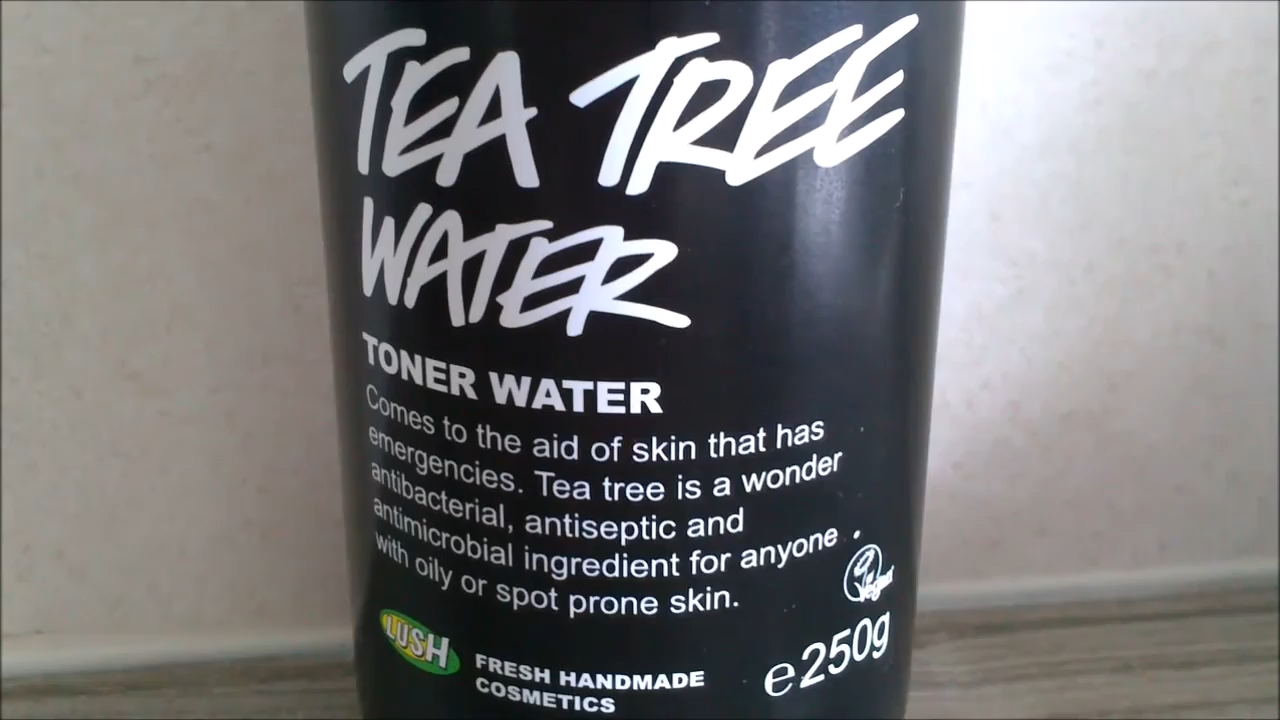 TEA TREE
WATER
TONER WATER
Comes to the aid of skin that has
emergencies. Tea tree is a wonder
antibacterial, antiseptic and
antimicrobial ingredient for anyone
with oily or spot prone skin.
Vegan
LUSH
FRESH HANDMADE
COSMETICS
e250g